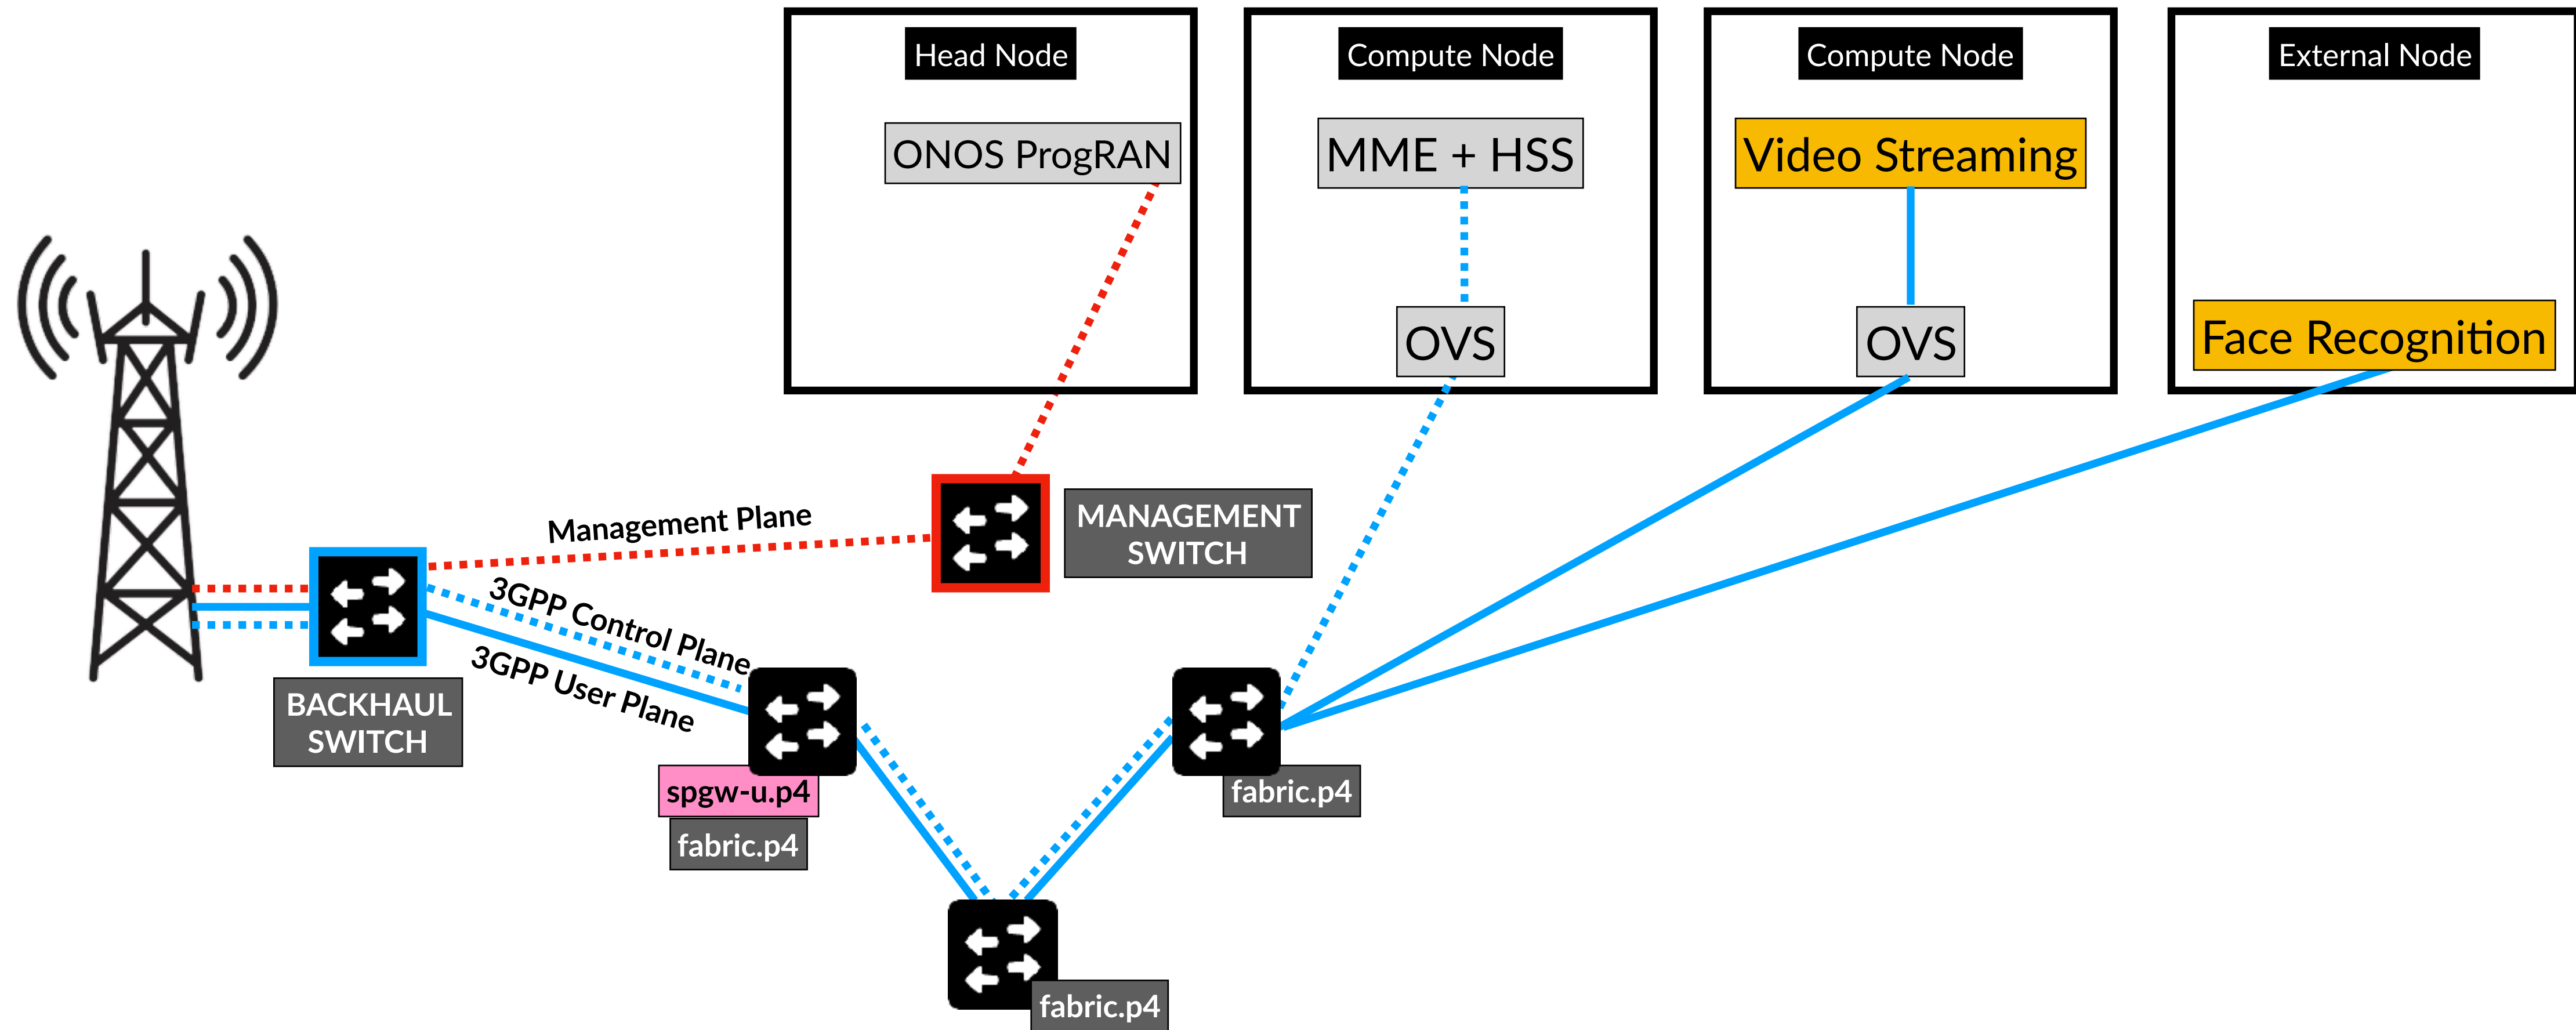 Head Node
Compute Node
Compute Node
External Node
ONOS ProgRAN
MME + HSS
Video Streaming
OVS
OVS
Face Recognition
Management Plane
MANAGEMENT
SWITCH
3GPP Control Plane
3GPP User Plane
BACKHAUL
SWITCH
spgw-u.p4
fabric.p4
fabric.p4
fabric.p4